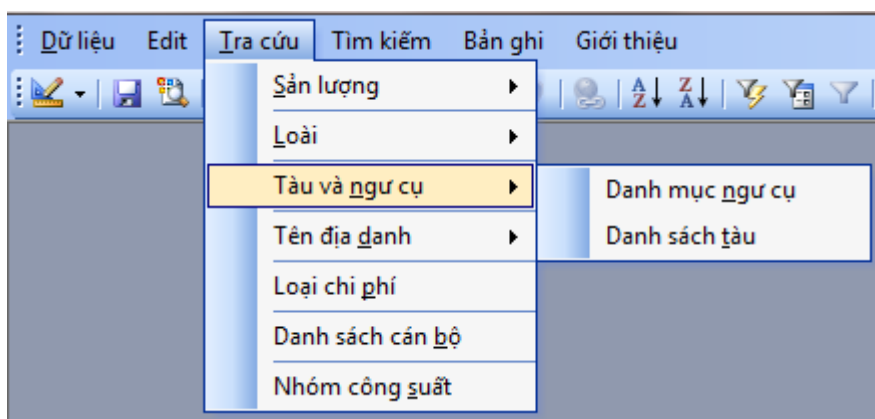 Dữ liệu Edit Tra cứu Tìm kiếm Bản ghi Giới thiệu
Sản lượng
Loài
Tàu và ngư cụ
Danh mục ngư cụ
Danh sách tàu
Tên địa danh
Loại chi phí
Danh sách cán bộ
Nhóm công suất